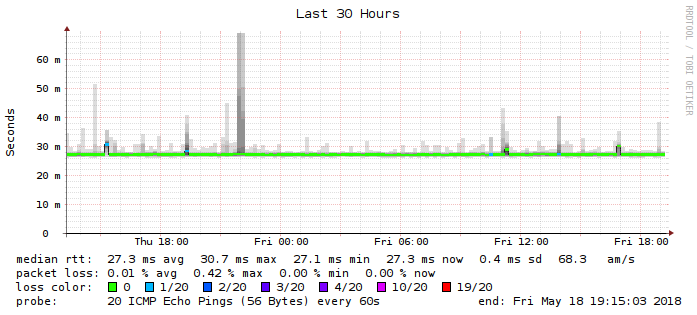 Last 30 Hours
RRDTOOL / TOBI OETIKER
Seconds
60 m
50 m
40 m
30 m
20 m
10 m
0
Thu 18:00 Fri 00:00 Fri 06:00 Fri 12:00 Fri 18:00
median rtt: 27.3 ms avg 30.7 ms max 27.1 ms min 27.3 ms now 0.4 ms sd 68.3 am/s
packet loss: 0.01 % avg 0.42 % max 0.00 % min 0.00 % now
loss color: 0 1/20 2/20 3/20 4/20 10/20 19/20
probe: 20 ICMP Echo Pings (56 Bytes) every 60s end: Fri May 18 19:15:03 2018